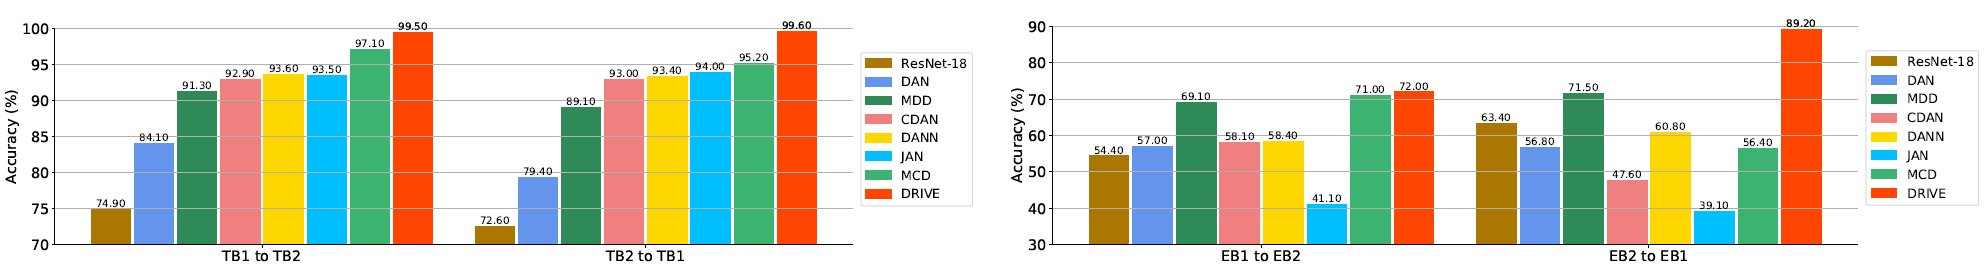 100
95
90
85
80
75
70
Accuracy (%)
74.90
84.10
91.30
92.90
93.60
93.50
97.10
99.50
72.60
79.40
89.10
93.00
93.40
94.00
95.20
99.60
TB1 to TB2
TB2 to TB1
ResNet-18
DAN
MDD
CDAN
DANN
JAN
MCD
DRIVE
90
80
70
60
50
40
30
Accuracy (%)
54.40
57.00
69.10
58.10
58.40
41.10
71.00
72.00
63.40
56.80
71.50
47.60
60.80
39.10
56.40
89.20
EB1 to EB2
EB2 to EB1
ResNet-18
DAN
MDD
CDAN
DANN
JAN
MCD
DRIVE